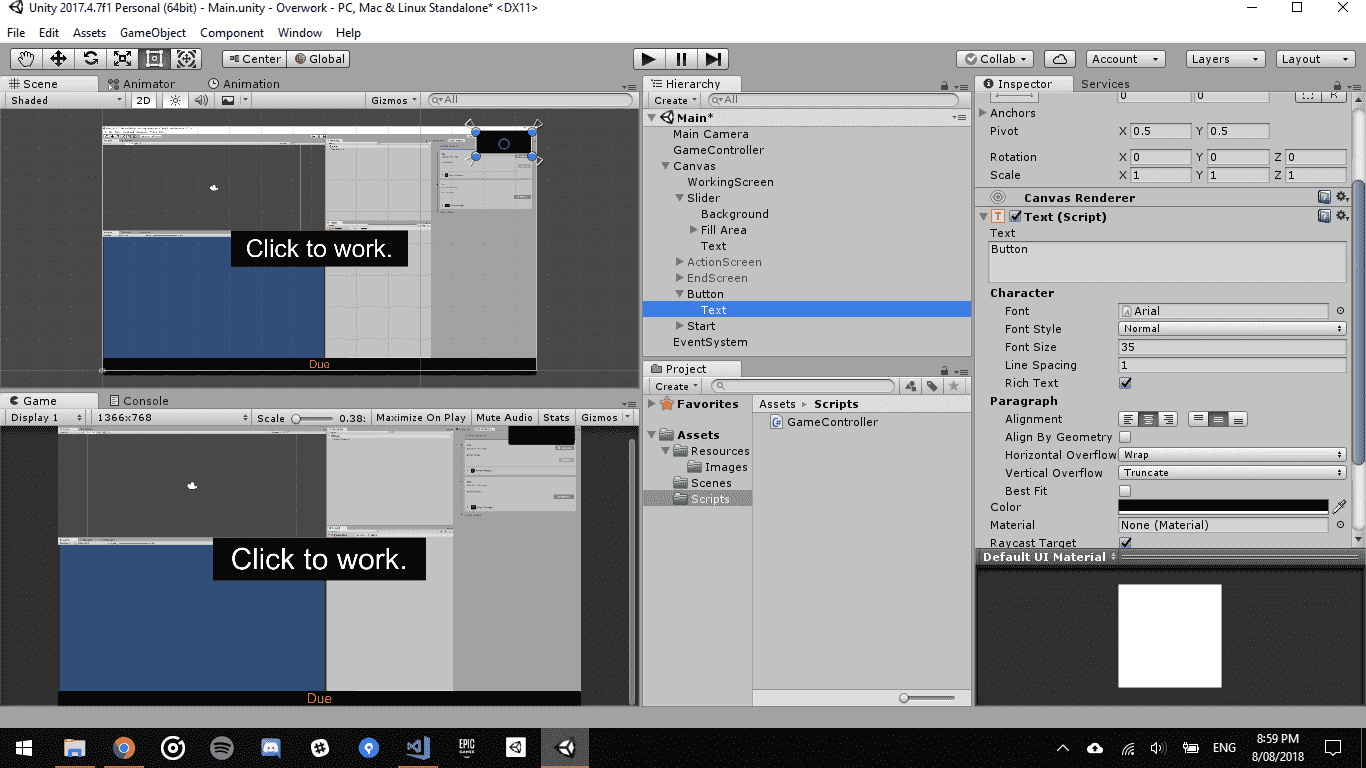 Unity 2017.4.7f1 Personal (64bit) - Main.unity - Overwork - PC, Mac & Linux Standalone* <DX11>
File Edit Assets GameObject Component Window Help
Center Global Collab Account Layers Layout
Scene Animator Animation
Shaded 2D Gizmos All
Click to work.
Due
Game Console
Display 1 1366x768 Scale 0.38: Maximize On Play Mute Audio Stats Gizmos
Click to work.
Due
Hierarchy
Create All
Main*
Main Camera
GameController
Canvas
WorkingScreen
Slider
Background
Fill Area
Text
ActionScreen
EndScreen
Button
Text
Start
EventSystem
Project
Create
Favorites
Assets
Resources
Images
Scenes
Scripts
Assets Scripts
GameController
Inspector Services
0 0 R
Anchors
Pivot X 0.5 Y 0.5
Rotation X 0 Y 0 Z 0
Scale X 1 Y 1 Z 1
Canvas Renderer
Text (Script)
Text
Button
Character
Font Arial
Font Style Normal
Font Size 35
Line Spacing 1
Rich Text
Paragraph
Alignment
Align By Geometry
Horizontal Overflow Wrap
Vertical Overflow Truncate
Best Fit
Color
Material None (Material)
Raycast Target
Default UI Material
EPIC GAMES
ENG
8:59 PM
8/08/2018